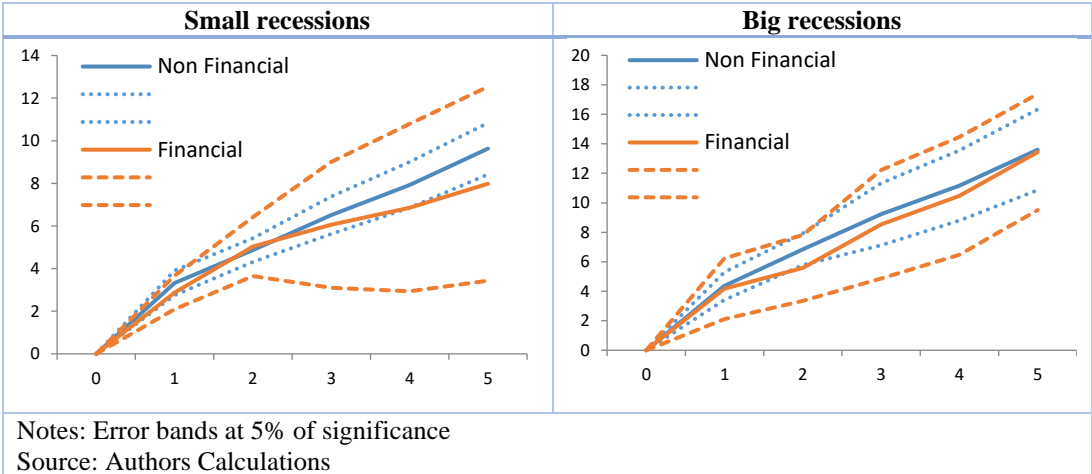 Small recessions
Big recessions
14
12
10
8
6
4
2
0
0 1 2 3 4 5
Non Financial
Financial
20
18
16
14
12
10
8
6
4
2
0
0 1 2 3 4 5
Non Financial
Financial
Notes: Error bands at 5% of significance
Source: Authors Calculations